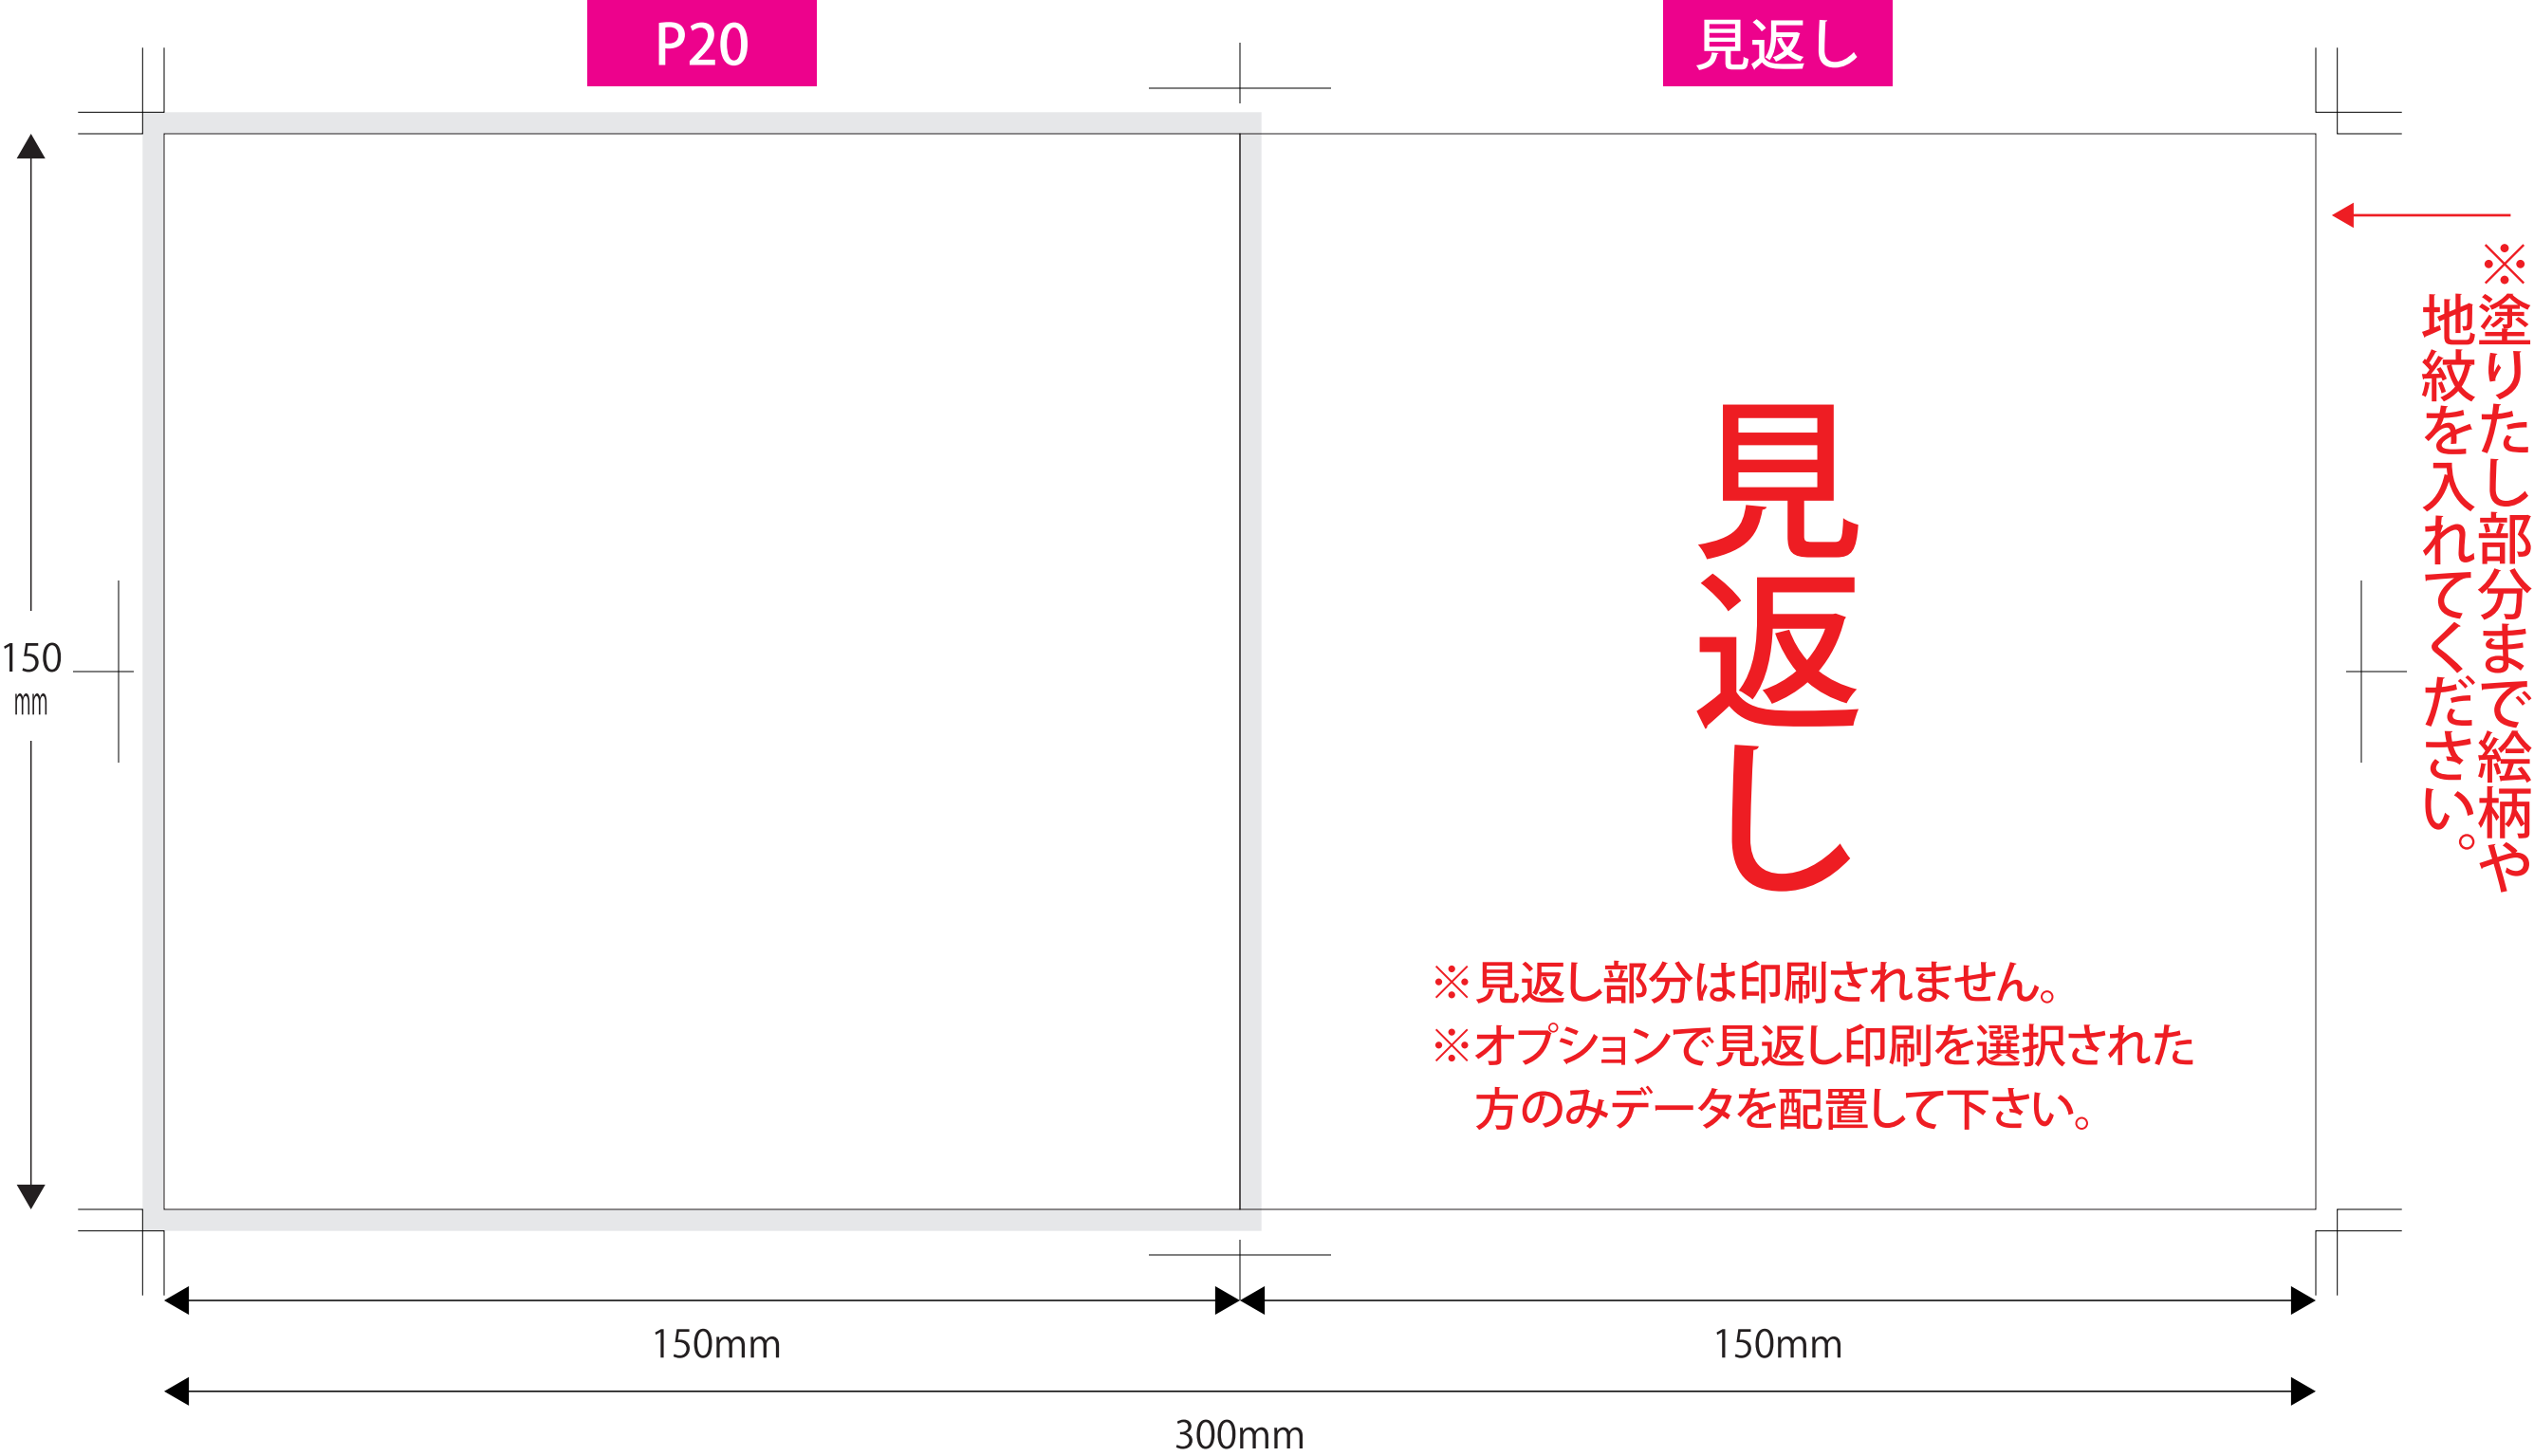 P20
見返し
※塗りたし部分まで絵柄や
地紋を入れてください。
150
mm
見返し
※見返し部分は印刷されません。
※オプションで見返し印刷を選択された
方のみデータを配置して下さい。
150mm
150mm
300mm